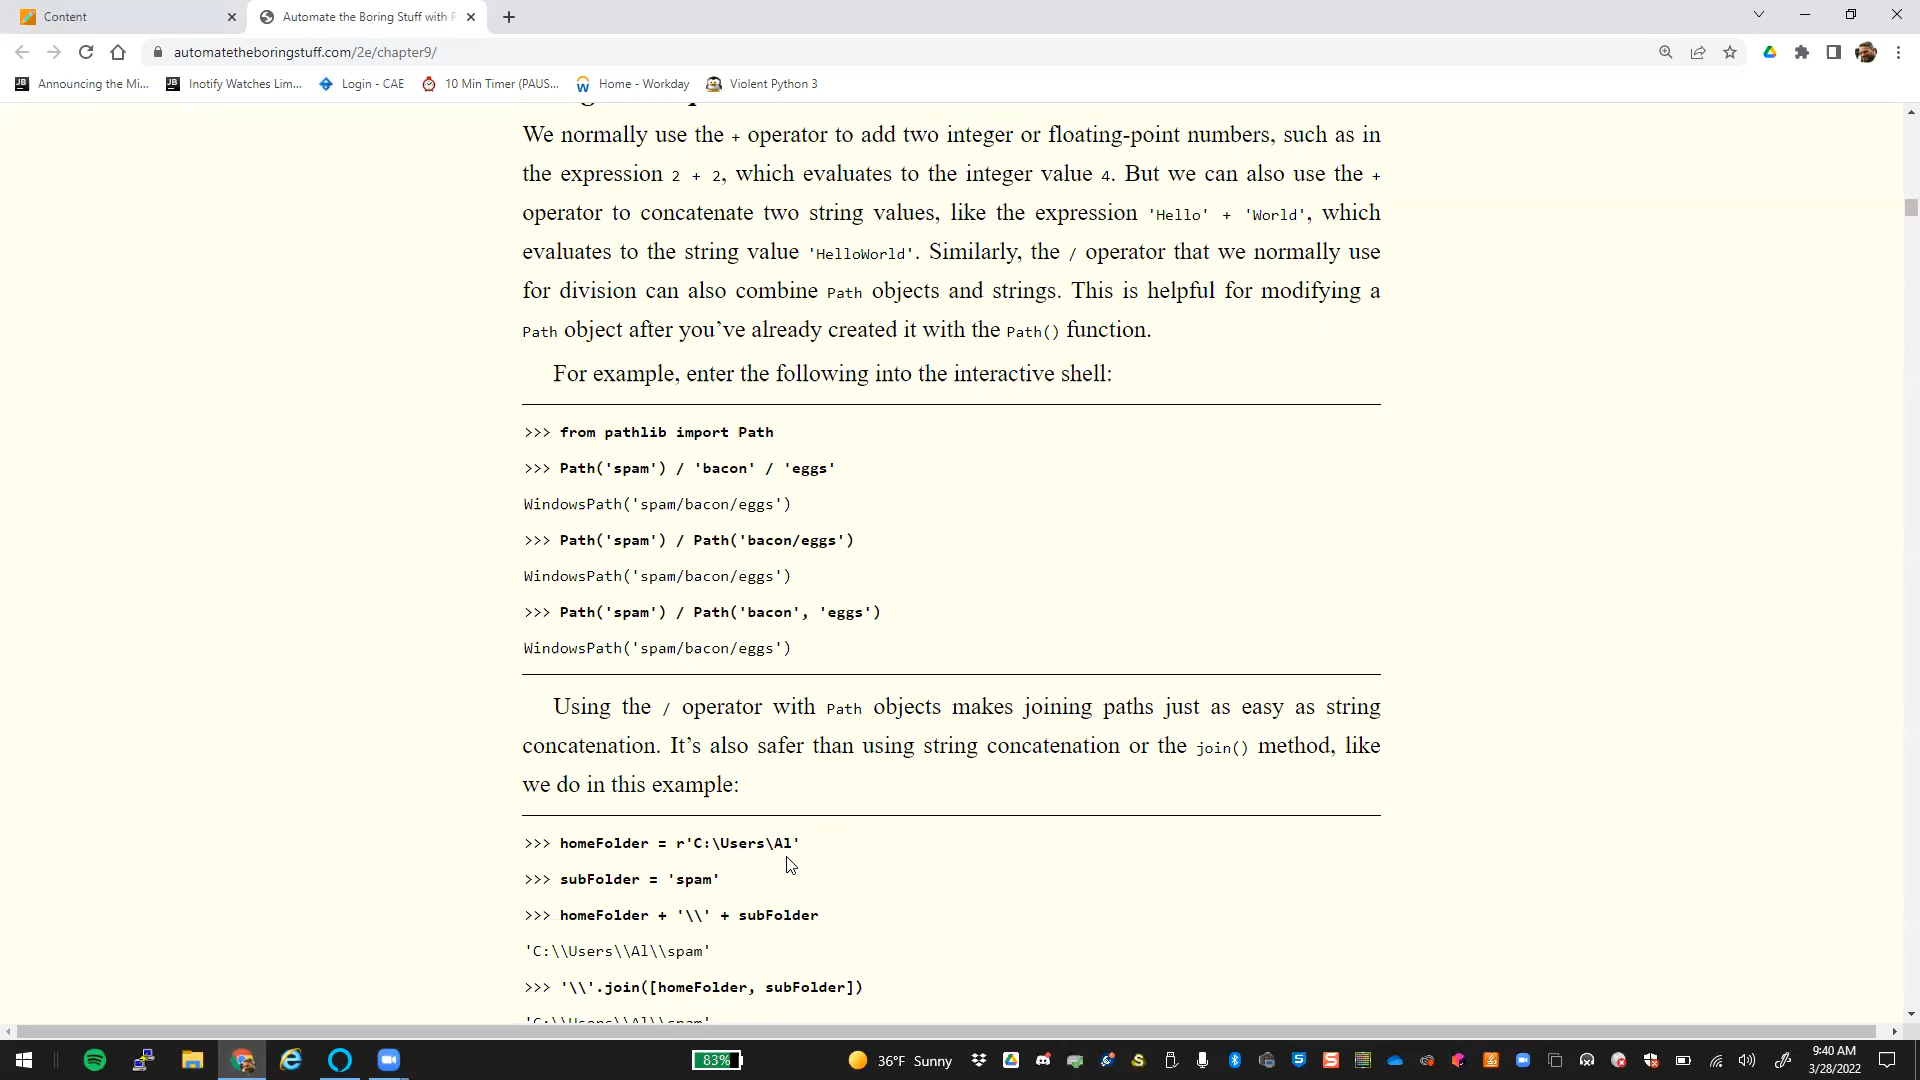 Content
Automate the Boring Stuff with P
automatetheboringstuff.com/2e/chapter9/
Announcing the Mi...
Inotify Watches Lim...
Login - CAE
10 Min Timer (PAUS...
Home - Workday
Violent Python 3
We normally use the + operator to add two integer or floating-point numbers, such as in
the expression 2 + 2, which evaluates to the integer value 4. But we can also use the +
operator to concatenate two string values, like the expression 'Hello' + 'World', which
evaluates to the string value 'HelloWorld'. Similarly, the / operator that we normally use
for division can also combine Path objects and strings. This is helpful for modifying a
Path object after you’ve already created it with the Path() function.
For example, enter the following into the interactive shell:
>>> from pathlib import Path
>>> Path('spam') / 'bacon' / 'eggs'
WindowsPath('spam/bacon/eggs')
>>> Path('spam') / Path('bacon/eggs')
WindowsPath('spam/bacon/eggs')
>>> Path('spam') / Path('bacon', 'eggs')
WindowsPath('spam/bacon/eggs')
Using the / operator with Path objects makes joining paths just as easy as string
concatenation. It’s also safer than using string concatenation or the join() method, like
we do in this example:
>>> homeFolder = r'C:\Users\Al'
>>> subFolder = 'spam'
>>> homeFolder + '\\' + subFolder
'C:\\Users\\Al\\spam'
>>> '\\'.join([homeFolder, subFolder])
'C:\\Users\\Al\\spam'
83%
36°F Sunny
9:40 AM
3/28/2022